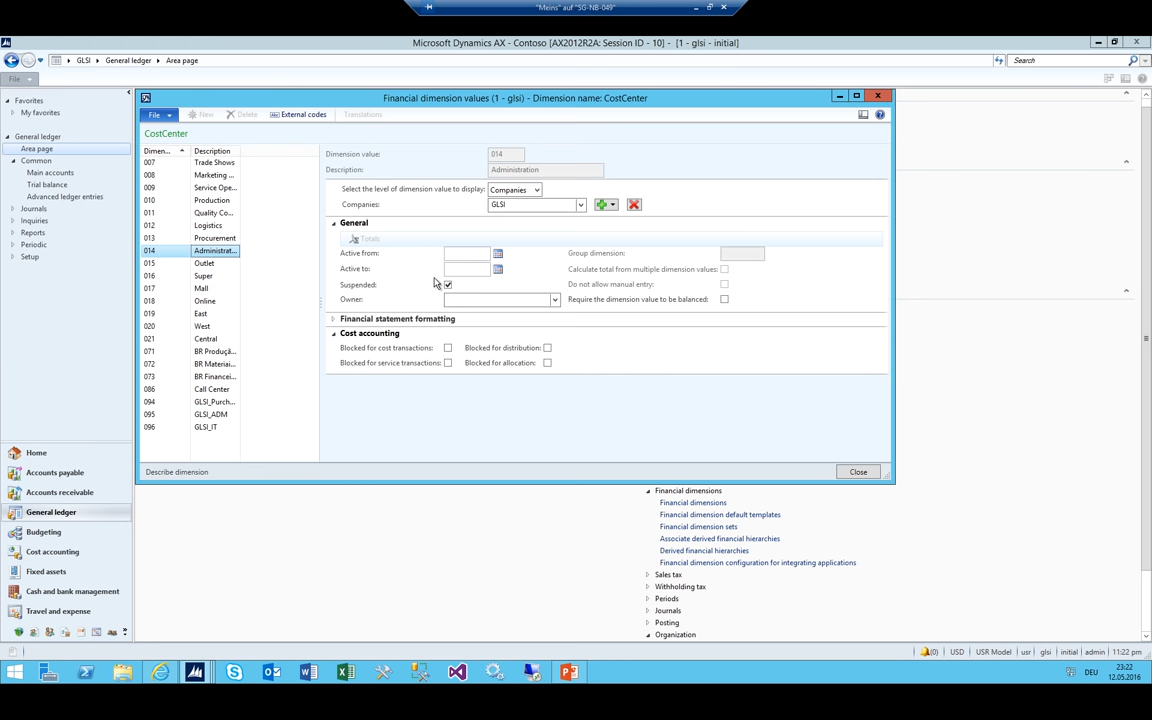 "Meins" auf "SG-NB-049"
Microsoft Dynamics AX - Contoso [AX2012R2A: Session ID - 10] - [1 - glsi - initial]
GLSI General ledger Area page
Search
File
Favorites
My favorites
General ledger
Area page
Common
Main accounts
Trial balance
Advanced ledger entries
Journals
Inquiries
Reports
Periodic
Setup
Home
Accounts payable
Accounts receivable
General ledger
Budgeting
Cost accounting
Fixed assets
Cash and bank management
Travel and expense
Financial dimension values (1 - glsi) - Dimension name: CostCenter
File New Delete External codes Translations
CostCenter
Dimen... Description
007 Trade Shows
008 Marketing ...
009 Service Ope...
010 Production
011 Quality Co...
012 Logistics
013 Procurement
014 Administrat...
015 Outlet
016 Super
017 Mall
018 Online
019 East
020 West
021 Central
071 BR Produçã...
072 BR Materiai...
073 BR Financei...
086 Call Center
094 GLSI_Purch...
095 GLSI_ADM
096 GLSI_IT
Dimension value: 014
Description: Administration
Select the level of dimension value to display: Companies
Companies: GLSI
General
Totals
Active from: Group dimension:
Active to: Calculate total from multiple dimension values:
Suspended: Do not allow manual entry:
Owner: Require the dimension value to be balanced:
Financial statement formatting
Cost accounting
Blocked for cost transactions: Blocked for distribution:
Blocked for service transactions: Blocked for allocation:
Describe dimension Close
Financial dimensions
Financial dimensions
Financial dimension default templates
Financial dimension sets
Associate derived financial hierarchies
Derived financial hierarchies
Financial dimension configuration for integrating applications
Sales tax
Withholding tax
Periods
Journals
Posting
Organization
(0) USD USR Model usr glsi initial admin 11:22 pm
DEU 23:22
12.05.2016